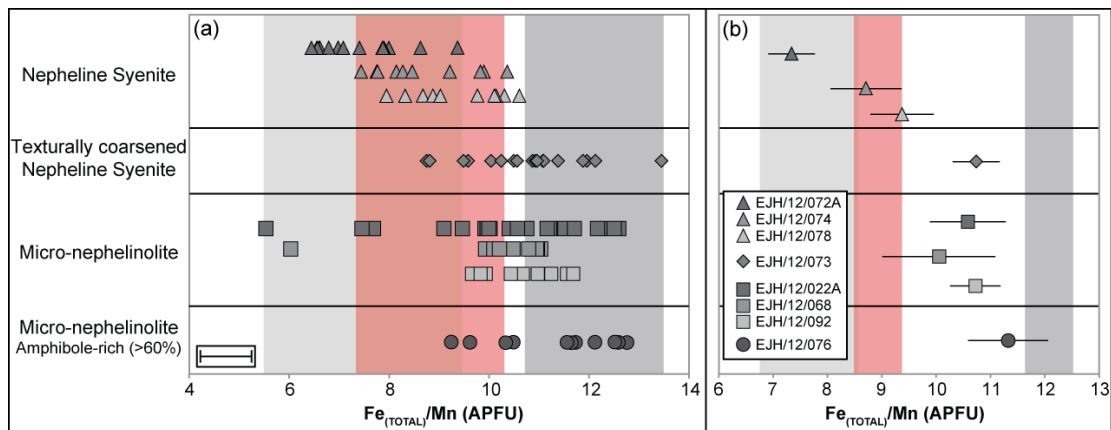 (a)
(b)
Nepheline Syenite
Texturally coarsened
Nepheline Syenite
Micro-nephelinolite
Micro-nephelinolite
Amphibole-rich (>60%)
EJH/12/072A
EJH/12/074
EJH/12/078
EJH/12/073
EJH/12/022A
EJH/12/068
EJH/12/092
EJH/12/076
4 6 8 10 12 14
6 7 8 9 10 11 12 13
Fe(TOTAL)/Mn (APFU)
Fe(TOTAL)/Mn (APFU)